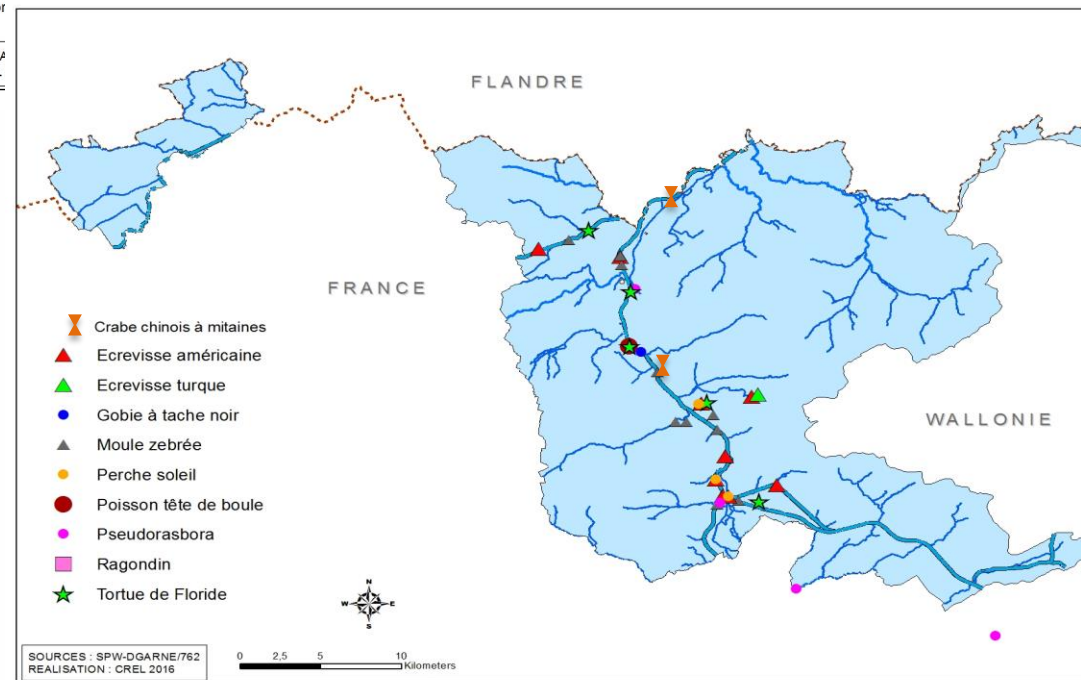 FLANDRE
FRANCE
WALLONIE
Crabe chinois à mitaines
Ecrevisse américaine
Ecrevisse turque
Gobie à tache noir
Moule zebrée
Perche soleil
Poisson tête de boule
Pseudorasbora
Ragondin
Tortue de Floride
N
W E
S
SOURCES : SPW-DGARNE/762
REALISATION : CREL 2016
0 2,5 5 10
Kilometers